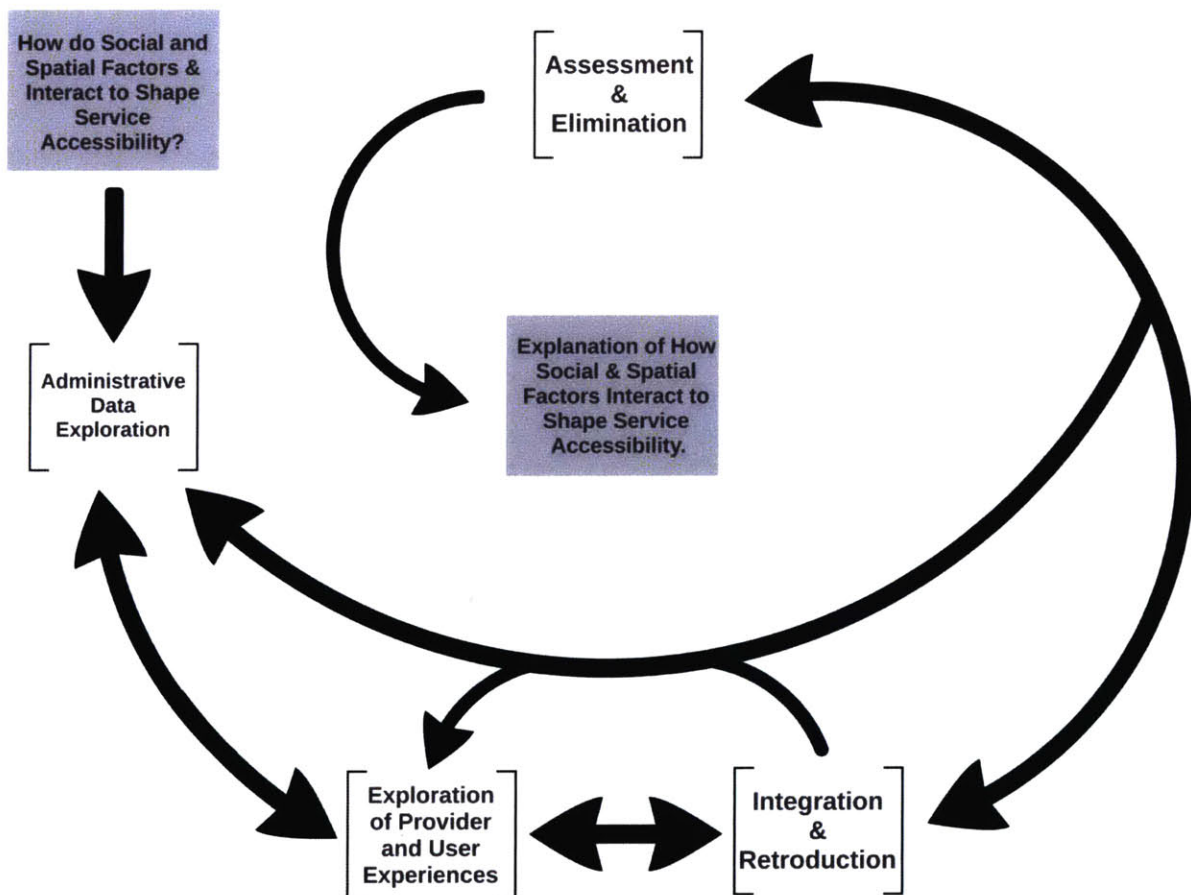 How do Social and
Spatial Factors &
Interact to Shape
Service
Accessibility?
Assessment
&
Elimination
Explanation of How
Social & Spatial
Factors Interact to
Shape Service
Accessibility.
Administrative
Data
Exploration
Exploration
of Provider
and User
Experiences
Integration
&
Retroduction